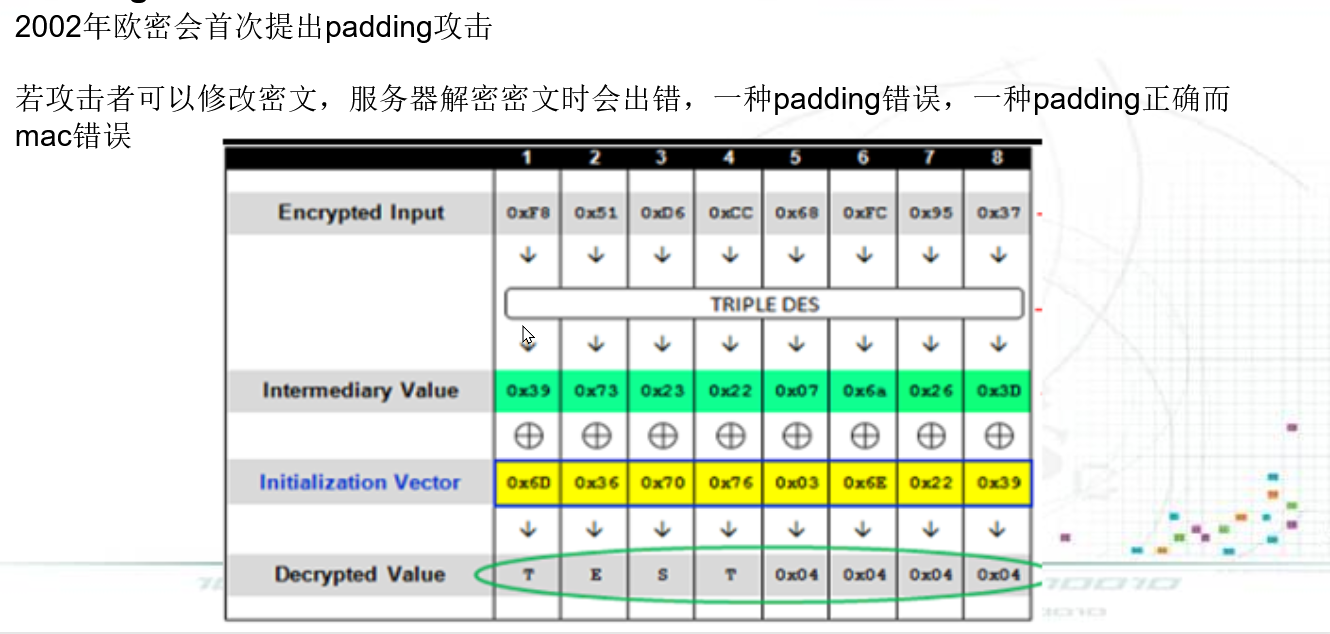 2002年欧密会首次提出padding攻击
若攻击者可以修改密文，服务器解密密文时会出错，一种padding错误，一种padding正确而
mac错误
1 2 3 4 5 6 7 8
Encrypted Input 0xF8 0x51 0xD6 0xCC 0x68 0xFC 0x95 0x37
TRIPLE DES
Intermediary Value 0x39 0x73 0x23 0x22 0x07 0x6a 0x26 0x3D
Initialization Vector 0x6D 0x36 0x70 0x76 0x03 0x6E 0x22 0x39
Decrypted Value T E S T 0x04 0x04 0x04 0x04